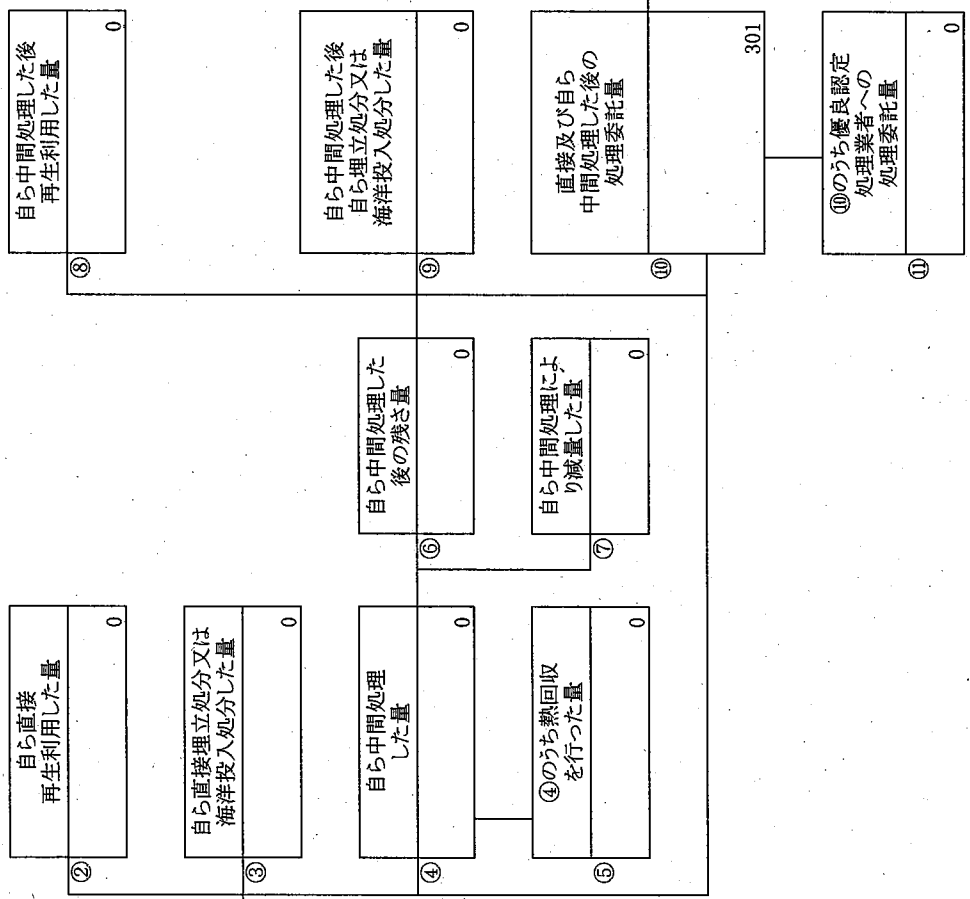 ②
自ら直接
再生利用した量
0
③
自ら直接埋立処分又は
海洋投入処分した量
0
④
自ら中間処理
した量
0
⑤
④のうち熱回収
を行った量
0
⑥
自ら中間処理した
後の残さ量
0
⑦
自ら中間処理によ
り減量した量
0
⑧
自ら中間処理した後
再生利用した量
0
⑨
自ら中間処理した後
自ら埋立処分又は
海洋投入処分した量
0
⑩
直接及び自ら
中間処理した後の
処理委託量
301
⑪
⑩のうち優良認定
処理業者への
処理委託量
0